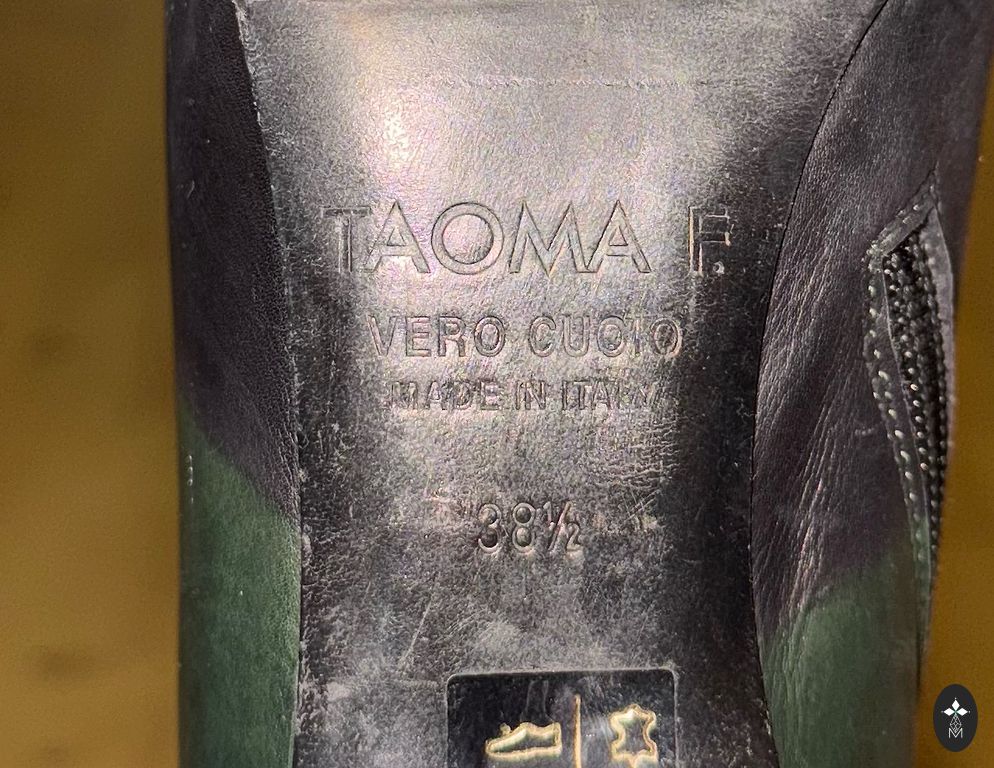 TAOMA F.
VERO CUOIO
MADE IN ITALY
38½
M